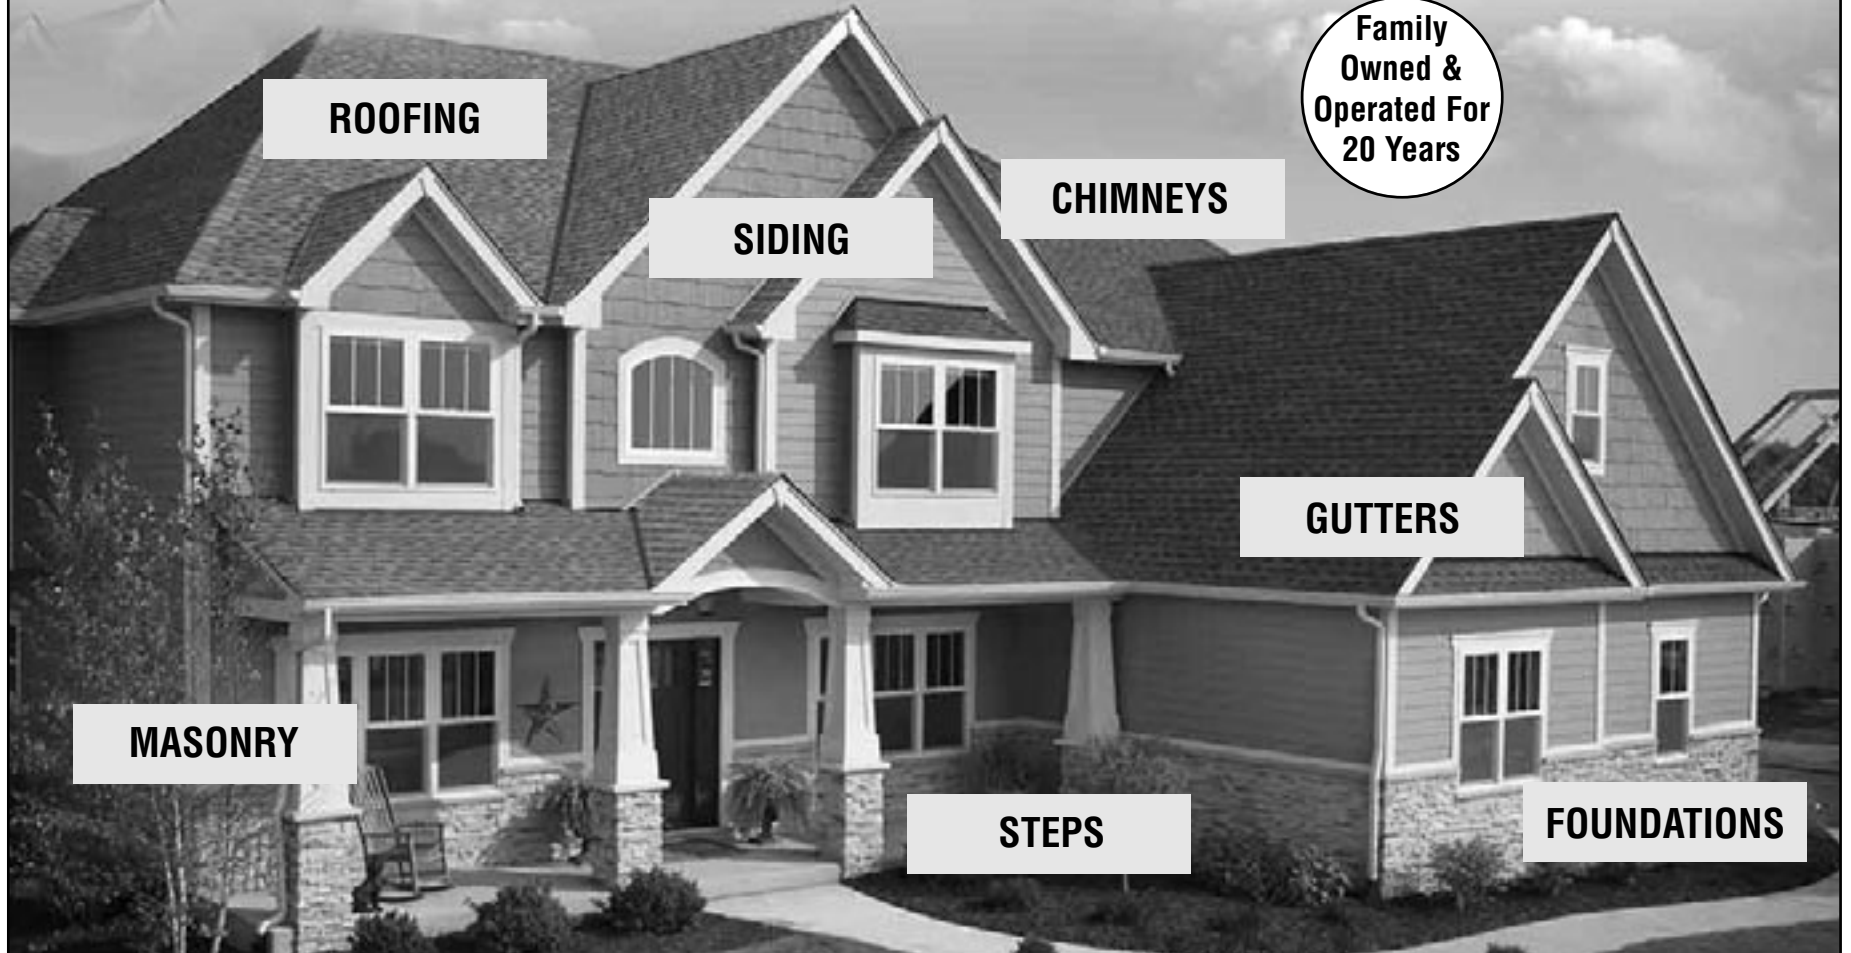 Family
Owned &
Operated For
20 Years
ROOFING
CHIMNEYS
SIDING
GUTTERS
MASONRY
STEPS
FOUNDATIONS